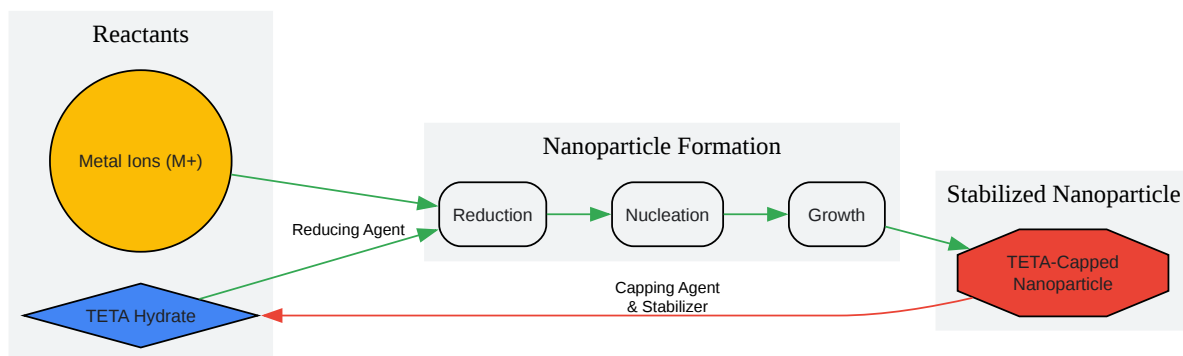 Reactants
Metal Ions (M+)
TETA Hydrate
Reducing Agent
Nanoparticle Formation
Reduction
Nucleation
Growth
Capping Agent
& Stabilizer
Stabilized Nanoparticle
TETA-Capped
Nanoparticle